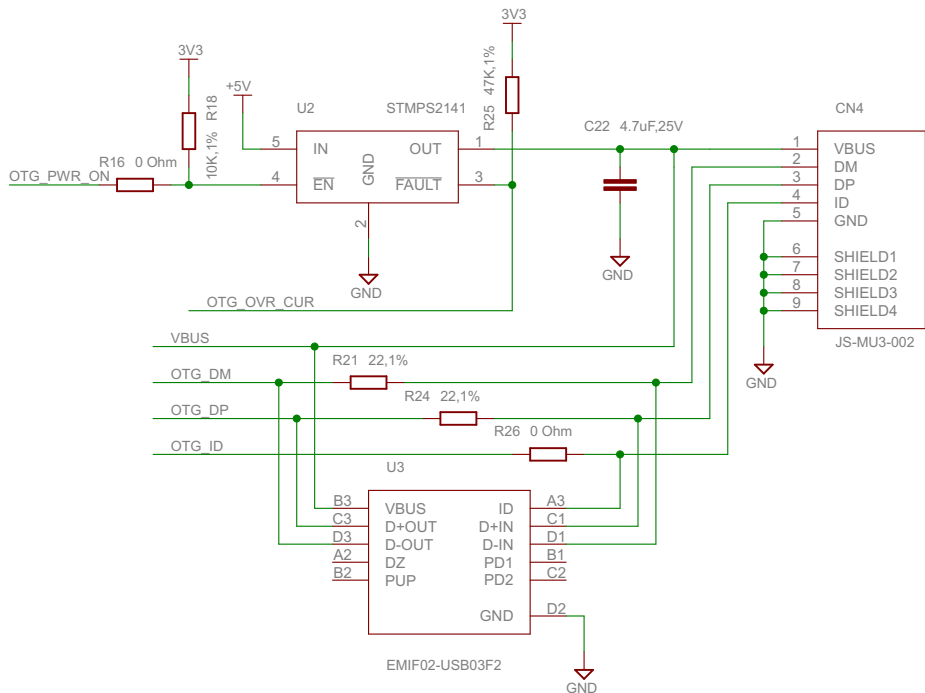 3V3
3V3
+5V
R18
10K,1%
U2
STMPS2141
R25 47K,1%
CN4
C22 4.7uF,25V
R16 0 Ohm
OTG_PWR_ON
5
IN
GND
OUT
1
4
EN
FAULT
3
2
GND
GND
1
VBUS
2
DM
3
DP
4
ID
5
GND
6
SHIELD1
7
SHIELD2
8
SHIELD3
9
SHIELD4
JS-MU3-002
GND
OTG_OVR_CUR
VBUS
R21 22,1%
OTG_DM
R24 22,1%
OTG_DP
R26 0 Ohm
OTG_ID
U3
B3
VBUS
ID
A3
C3
D+OUT
D+IN
C1
D3
D-OUT
D-IN
D1
A2
DZ
PD1
B1
B2
PUP
PD2
C2
GND
D2
EMIF02-USB03F2
GND